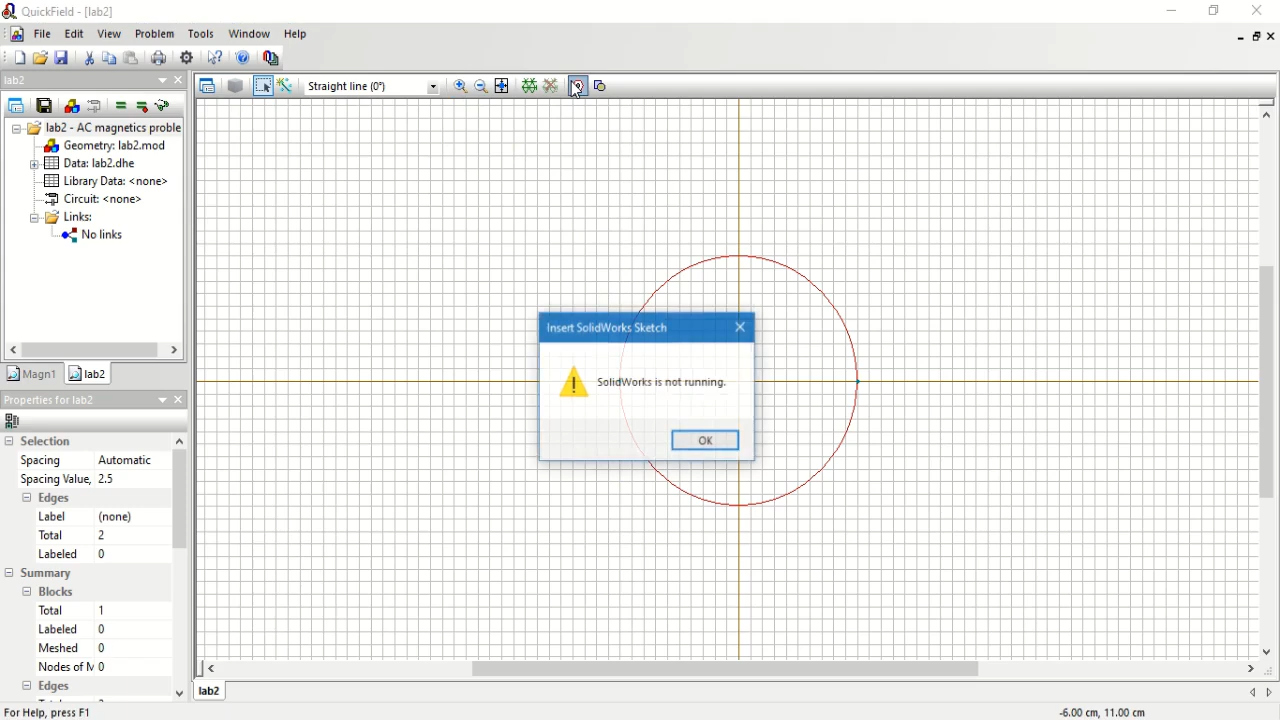 QuickField - [lab2]
File Edit View Problem Tools Window Help
lab2
Straight line (0°)
lab2 - AC magnetics proble
Geometry: lab2.mod
Data: lab2.dhe
Library Data: <none>
Circuit: <none>
Links:
No links
Magn1 lab2
Properties for lab2
Selection
Spacing Automatic
Spacing Value, 2.5
Edges
Label (none)
Total 2
Labeled 0
Summary
Blocks
Total 1
Labeled 0
Meshed 0
Nodes of M 0
Edges
Insert SolidWorks Sketch
SolidWorks is not running.
OK
lab2
For Help, press F1
-6.00 cm, 11.00 cm